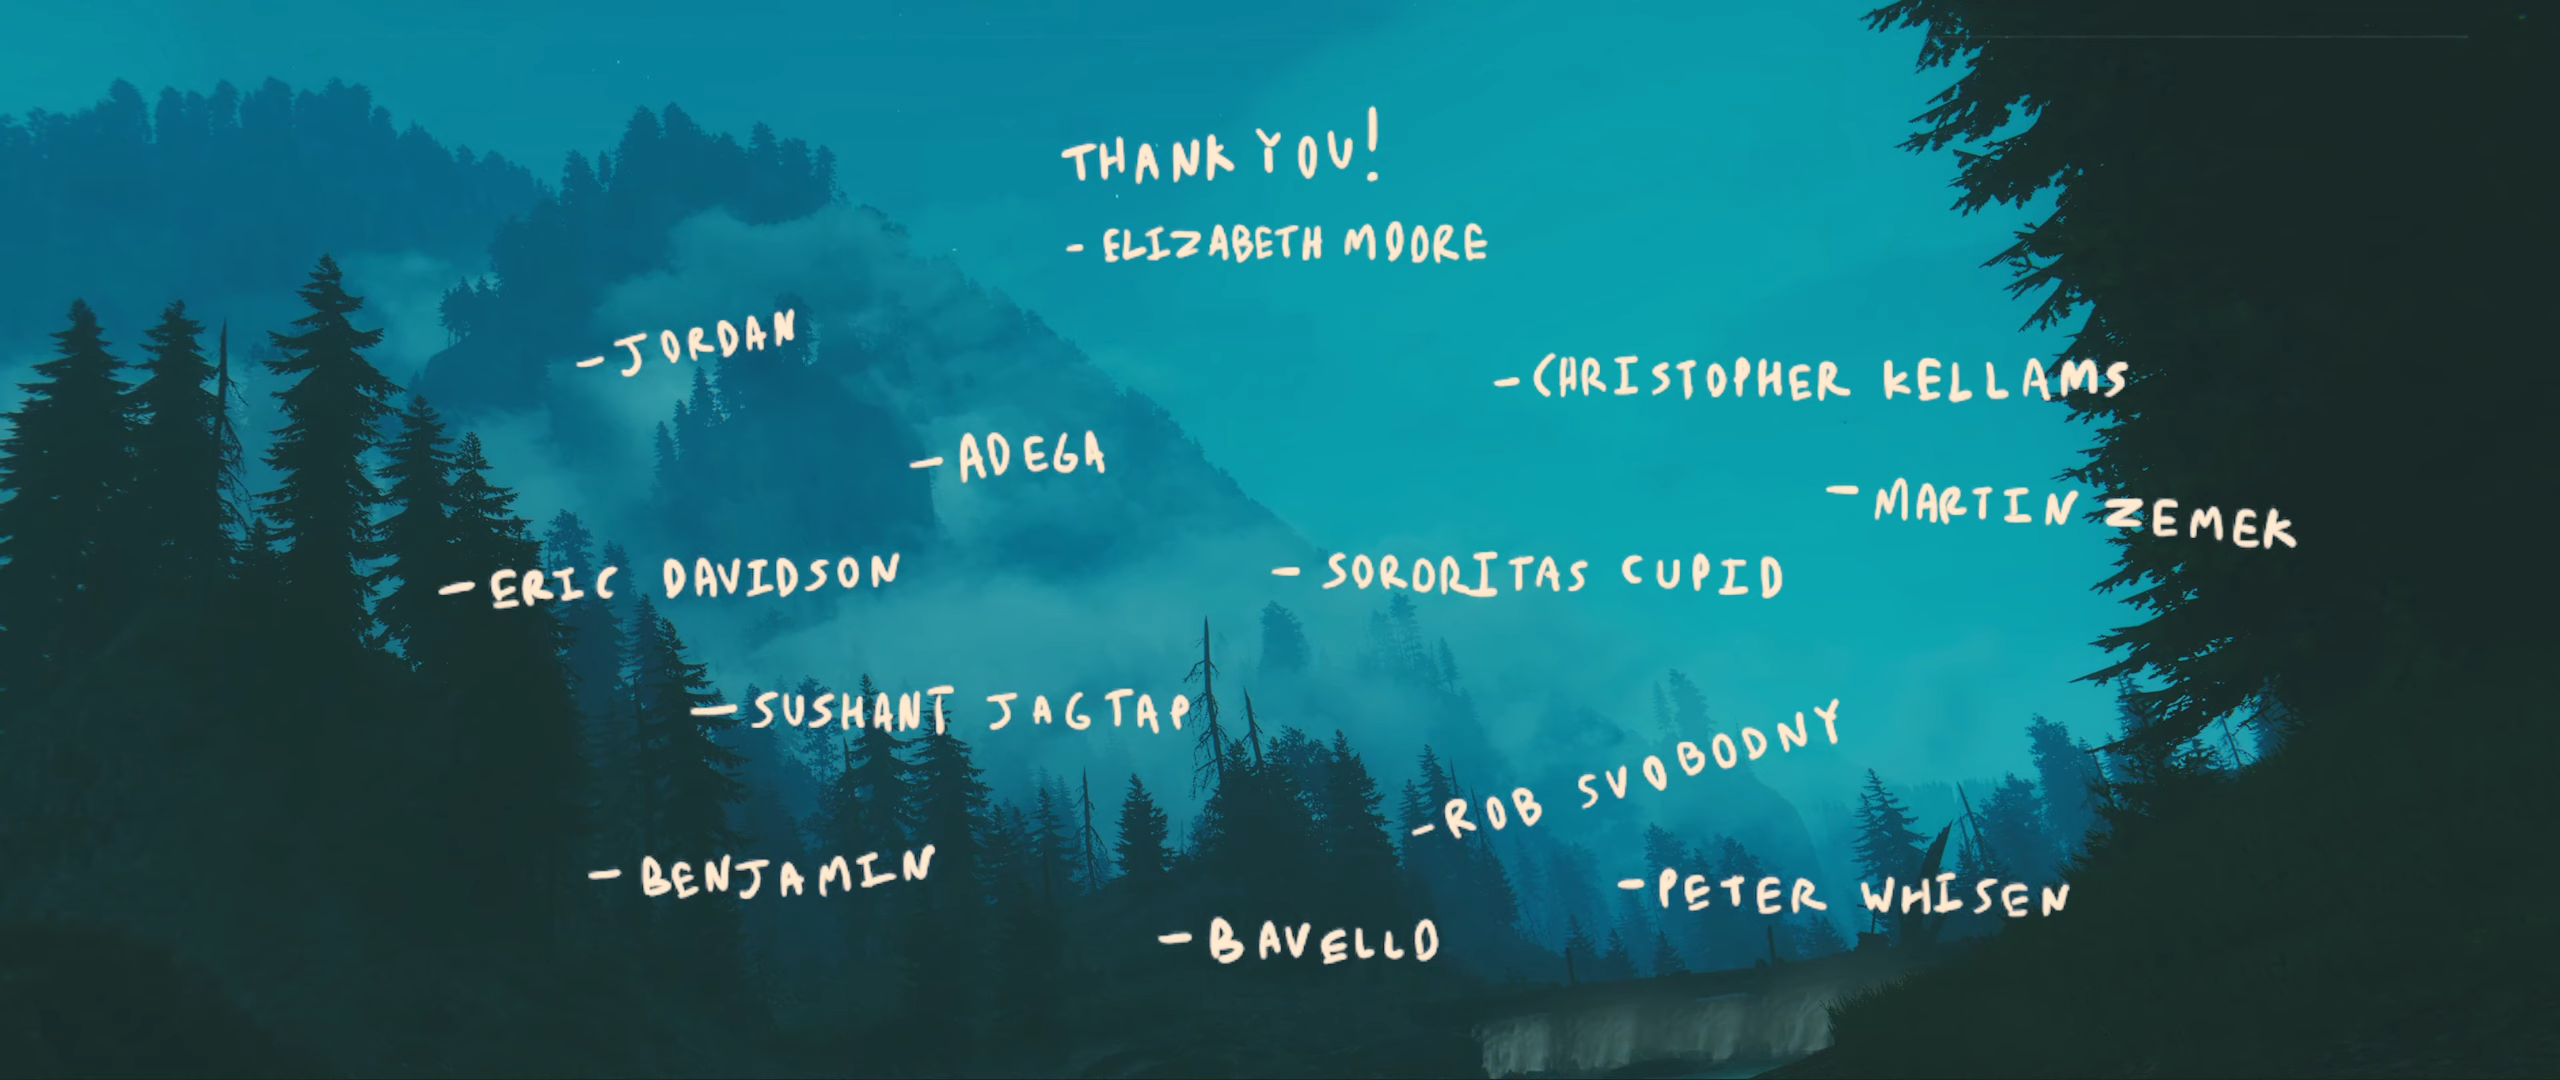 THANK YOU!
- ELIZABETH MOORE
- JORDAN
- CHRISTOPHER KELLAMS
- ADEGA
- MARTIN ZEMEK
- ERIC DAVIDSON
- SORORITAS CUPID
- SUSHANT JAGTAP
- ROB SVOBODNY
- BENJAMIN
- PETER WHISEN
- BAVELLO